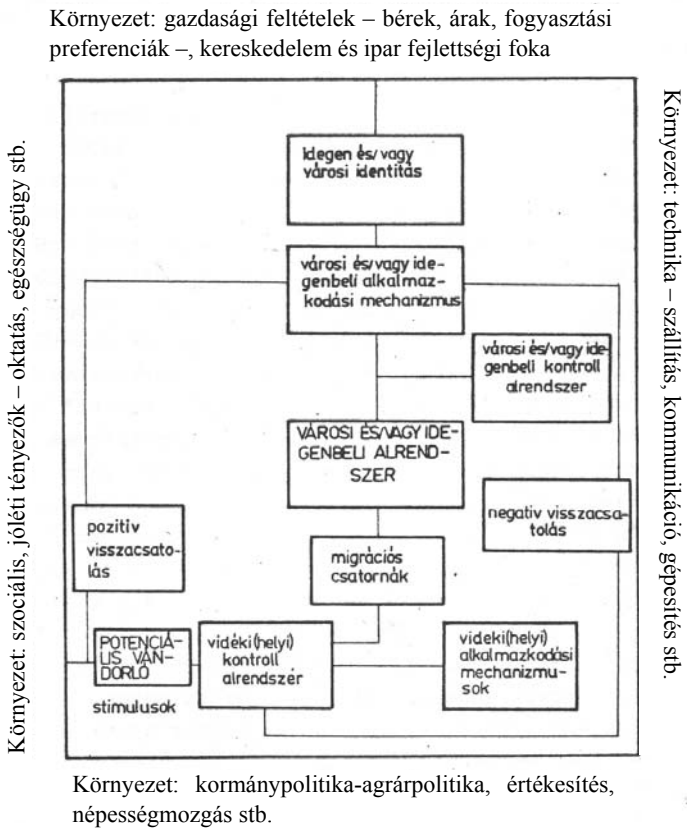 Környezet: gazdasági feltételek – bérek, árak, fogyasztási
preferenciák –, kereskedelem és ipar fejlettségi foka
Környezet: szociális, jóléti tényezők – oktatás, egészségügy stb.
Környezet: technika – szállítás, kommunikáció, gépesítés stb.
idegen és/vagy
városi identitás
városi és/vagy ide-
genbeli alkalmaz-
kodási mechanizmus
városi és/vagy ide-
genbeli kontroll
alrendszer
VÁROSI ÉS/VAGY IDE-
GENBELI ALREND-
SZER
pozitív
visszacsato-
lás
negativ visszacsa-
tolás
migrációs
csatornák
POTENCIÁ-
LIS VÁN-
DORLÓ
vidéki(helyi)
kontroll
alrendszér
videki(helyi)
alkalmazkodási
mechanizmu-
sok
stimulusok
Környezet: kormánypolitika-agrárpolitika, értékesítés,
népességmozgás stb.